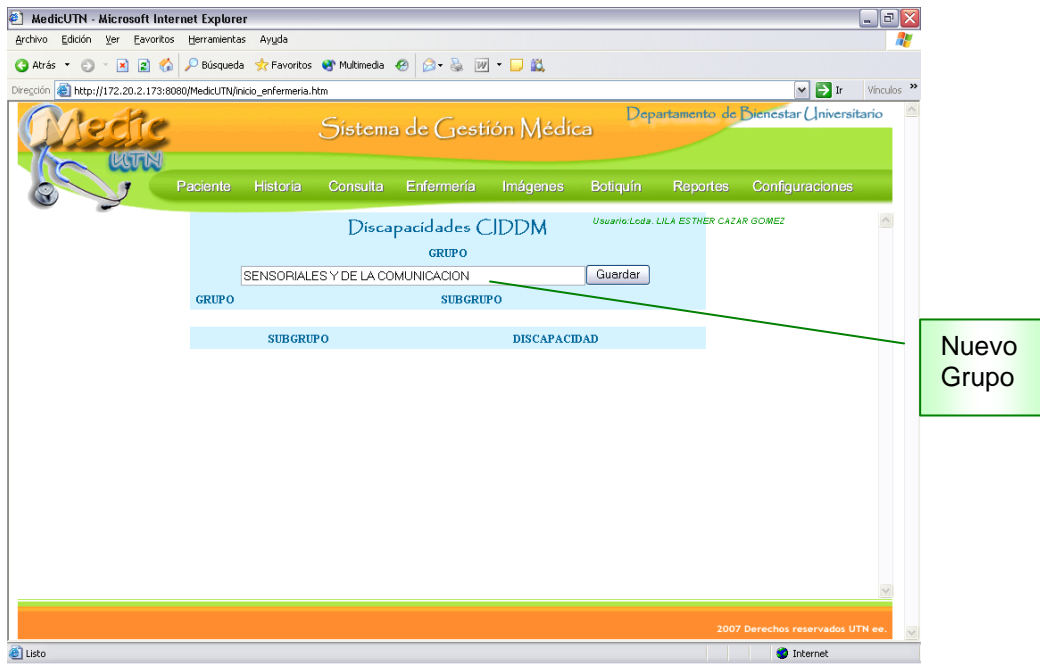 MedicUTN - Microsoft Internet Explorer
Archivo Edición Ver Favoritos Herramientas Ayuda
Atrás Búsqueda Favoritos Multimedia
Dirección http://172.20.2.173:8080/MedicUTN/inicio_enfermeria.htm Ir Vínculos »
Medic UTN
Sistema de Gestión Médica
Departamento de Bienestar Universitario
Paciente Historia Consulta Enfermería Imágenes Botiquín Reportes Configuraciones
Discapacidades CIDDM
Usuario:Lcda. LILA ESTHER CAZAR GOMEZ
GRUPO
SENSORIALES Y DE LA COMUNICACION Guardar
GRUPO SUBGRUPO
SUBGRUPO DISCAPACIDAD
Nuevo
Grupo
2007 Derechos reservados UTN ee.
Listo Internet